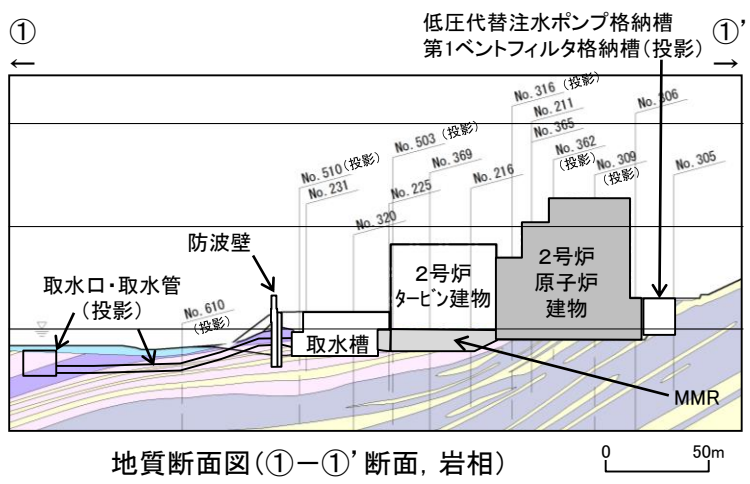 低圧代替注水ポンプ格納槽
第1ベントフィルタ格納槽(投影)
①
①'
←
→
No. 316 (投影)
No. 211
No. 306
No. 365
No. 503 (投影)
No. 362
(投影)
No. 369
No. 309
(投影)
No. 305
No. 510 (投影)
No. 231
No. 225
No. 216
No. 320
防波壁
2号炉
タービン建物
2号炉
原子炉
建物
取水口・取水管
(投影)
No. 610
(投影)
取水槽
MMR
地質断面図(①-①'断面, 岩相)
0 50m